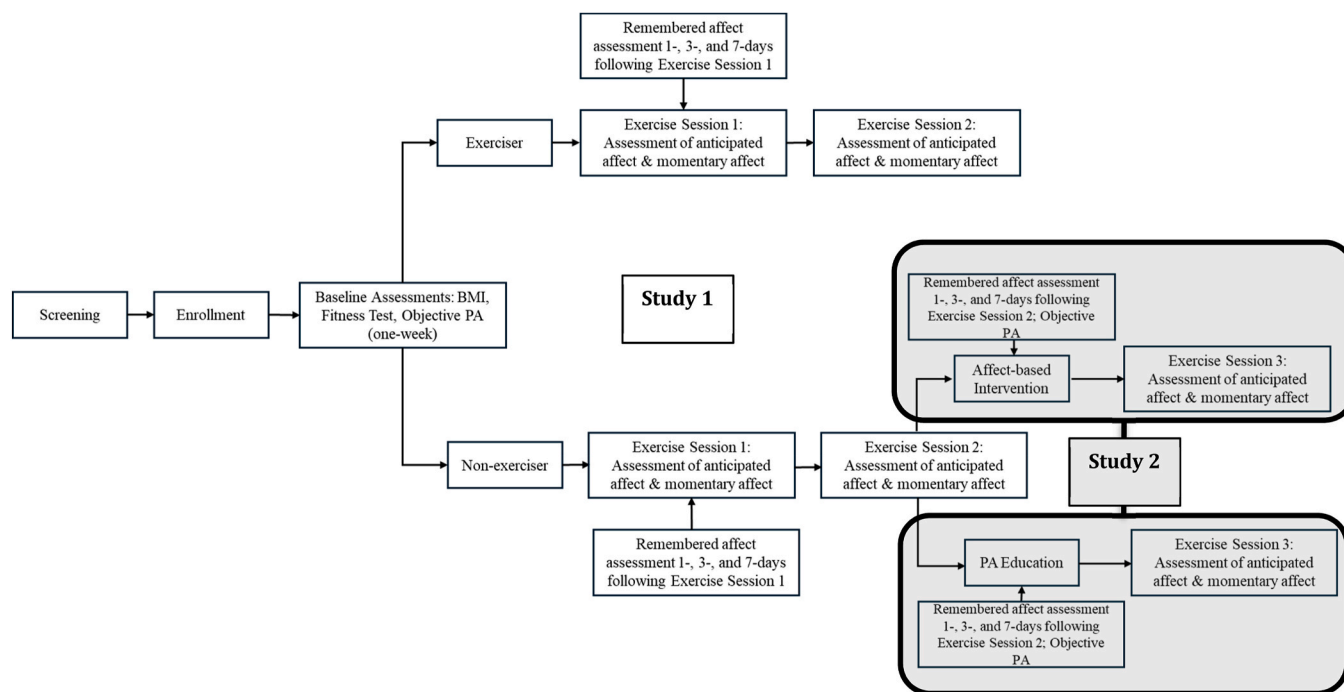 Remembered affect
assessment 1-, 3-, and 7-days
following Exercise Session 1
Exerciser
Exercise Session 1:
Assessment of anticipated
affect & momentary affect
Exercise Session 2:
Assessment of anticipated
affect & momentary affect
Screening
Enrollment
Baseline Assessments: BMI,
Fitness Test, Objective PA
(one-week)
Study 1
Remembered affect assessment
1-, 3-, and 7-days following
Exercise Session 2; Objective
PA
Affect-based
Intervention
Exercise Session 3:
Assessment of anticipated
affect & momentary affect
Non-exerciser
Exercise Session 1:
Assessment of anticipated
affect & momentary affect
Exercise Session 2:
Assessment of anticipated
affect & momentary affect
Study 2
Remembered affect
assessment 1-, 3-, and 7-days
following Exercise Session 1
PA Education
Exercise Session 3:
Assessment of anticipated
affect & momentary affect
Remembered affect assessment
1-, 3-, and 7-days following
Exercise Session 2; Objective
PA